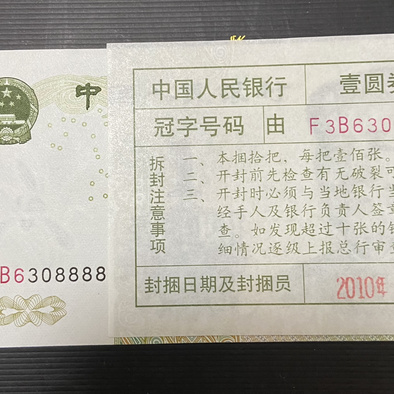 中
中国人民银行 壹圆券
冠字号码 由 F3B630
拆封注意事项
一、本捆拾把，每把壹佰张。
二、开封前先检查有无破裂可
三、开封时必须与当地银行当
经手人及银行负责人签章
查。如发现超过十张的钞
细情况逐级上报总行审查
封捆日期及封捆员 2010年
B6308888